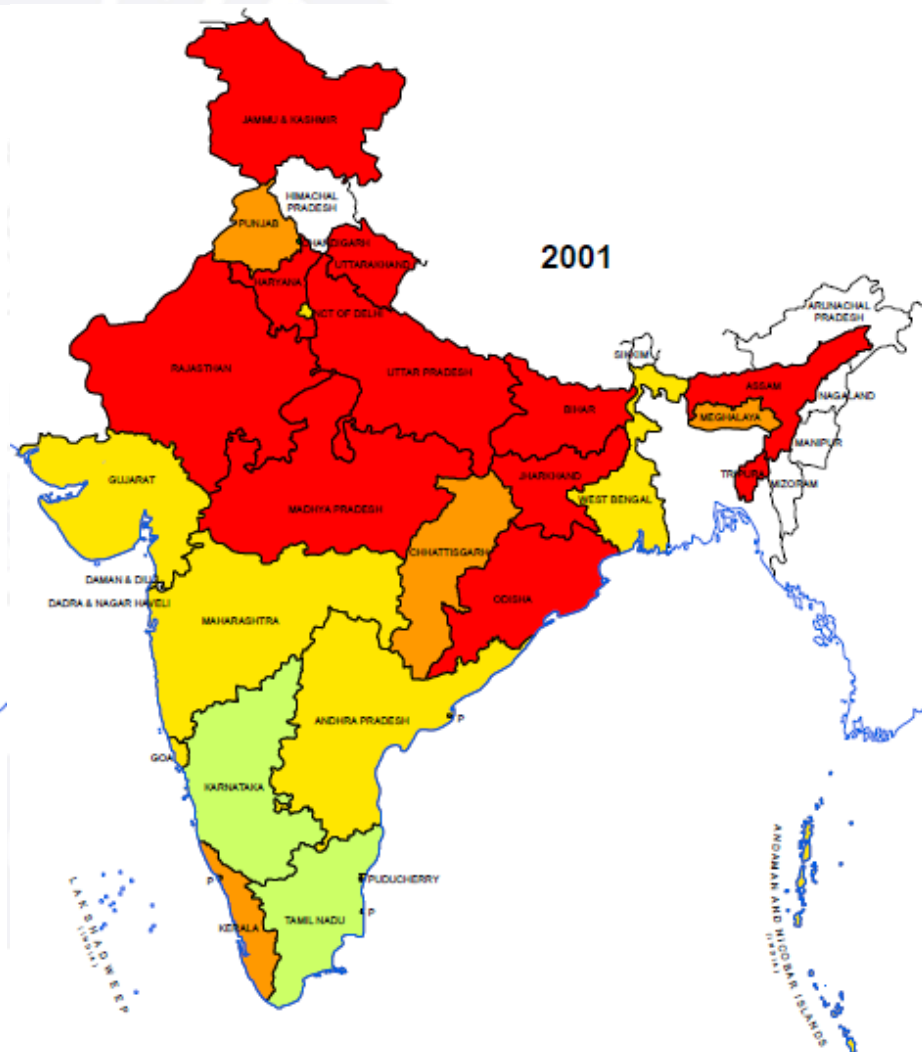 JAMMU & KASHMIR
HIMACHAL
PRADESH
PUNJAB
CHANDIGARH
UTTARAKHAND
2001
HARYANA
NCT OF DELHI
ARUNACHAL
PRADESH
RAJASTHAN
UTTAR PRADESH
SIKKIM
ASSAM
NAGALAND
BIHAR
MEGHALAYA
MANIPUR
GUJARAT
JHARKHAND
TRIPURA
MIZORAM
MADHYA PRADESH
WEST BENGAL
CHHATTISGARH
DAMAN & DIU
DADRA & NAGAR HAVELI
ODISHA
MAHARASHTRA
ANDHRA PRADESH
P
GOA
KARNATAKA
P
PUDUCHERRY
P
KERALA
TAMIL NADU
LAKSHADWEEP
(INDIA)
ANDAMAN AND NICOBAR ISLANDS
(INDIA)